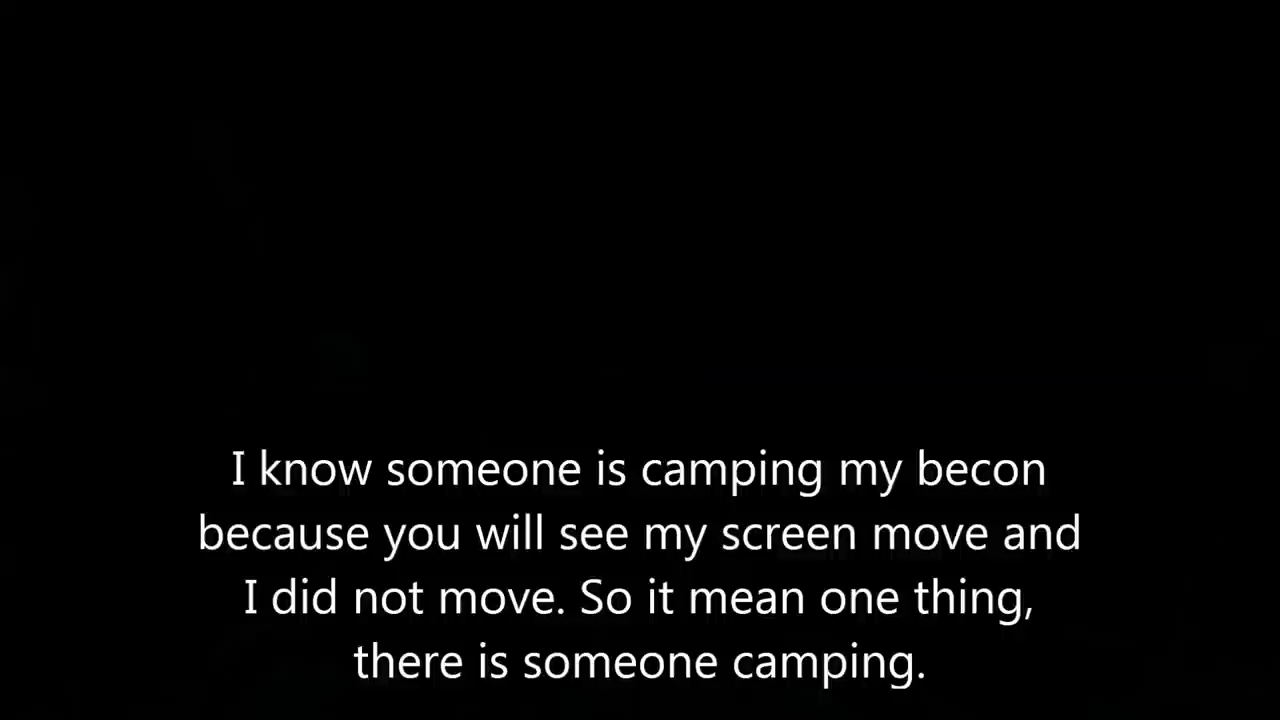 I know someone is camping my becon
because you will see my screen move and
I did not move. So it mean one thing,
there is someone camping.